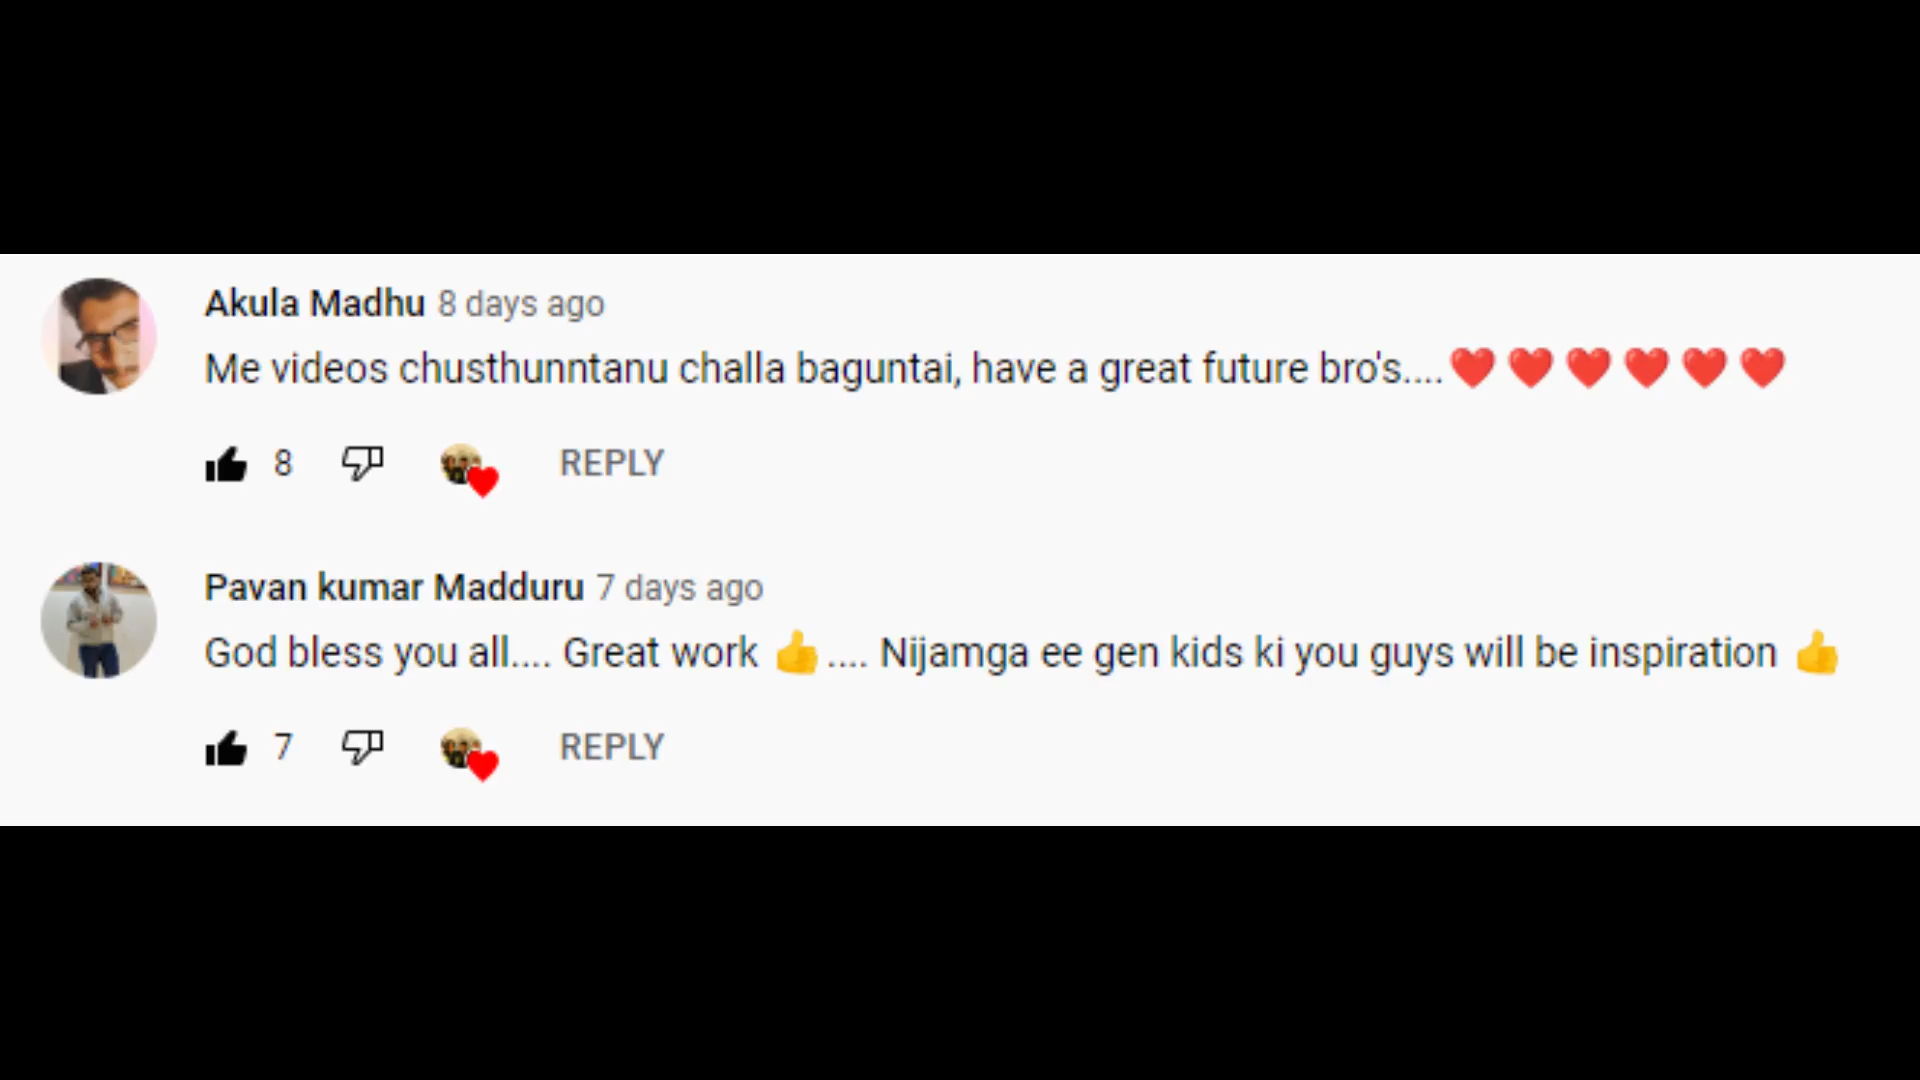 Akula Madhu 8 days ago
Me videos chusthunntanu challa baguntai, have a great future bro's....❤️❤️❤️❤️❤️❤️
8 REPLY
Pavan kumar Madduru 7 days ago
God bless you all.... Great work 👍.... Nijamga ee gen kids ki you guys will be inspiration 👍
7 REPLY